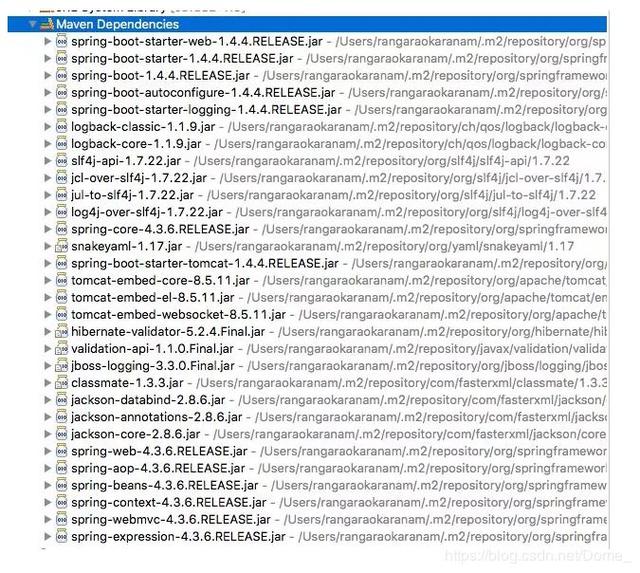 Maven Dependencies
spring-boot-starter-web-1.4.4.RELEASE.jar - /Users/rangaraokaranam/.m2/repository/org/sp
spring-boot-starter-1.4.4.RELEASE.jar - /Users/rangaraokaranam/.m2/repository/org/springf
spring-boot-1.4.4.RELEASE.jar - /Users/rangaraokaranam/.m2/repository/org/springframewo
spring-boot-autoconfigure-1.4.4.RELEASE.jar - /Users/rangaraokaranam/.m2/repository/org/
spring-boot-starter-logging-1.4.4.RELEASE.jar - /Users/rangaraokaranam/.m2/repository/org
logback-classic-1.1.9.jar - /Users/rangaraokaranam/.m2/repository/ch/qos/logback/logback-
logback-core-1.1.9.jar - /Users/rangaraokaranam/.m2/repository/ch/qos/logback/logback-co
slf4j-api-1.7.22.jar - /Users/rangaraokaranam/.m2/repository/org/slf4j/slf4j-api/1.7.22
jcl-over-slf4j-1.7.22.jar - /Users/rangaraokaranam/.m2/repository/org/slf4j/jcl-over-slf4j/1.7.
jul-to-slf4j-1.7.22.jar - /Users/rangaraokaranam/.m2/repository/org/slf4j/jul-to-slf4j/1.7.22
log4j-over-slf4j-1.7.22.jar - /Users/rangaraokaranam/.m2/repository/org/slf4j/log4j-over-slf4
spring-core-4.3.6.RELEASE.jar - /Users/rangaraokaranam/.m2/repository/org/springframewor
snakeyaml-1.17.jar - /Users/rangaraokaranam/.m2/repository/org/yaml/snakeyaml/1.17
spring-boot-starter-tomcat-1.4.4.RELEASE.jar - /Users/rangaraokaranam/.m2/repository/org/
tomcat-embed-core-8.5.11.jar - /Users/rangaraokaranam/.m2/repository/org/apache/tomcat/
tomcat-embed-el-8.5.11.jar - /Users/rangaraokaranam/.m2/repository/org/apache/tomcat/em
tomcat-embed-websocket-8.5.11.jar - /Users/rangaraokaranam/.m2/repository/org/apache/t
hibernate-validator-5.2.4.Final.jar - /Users/rangaraokaranam/.m2/repository/org/hibernate/hi
validation-api-1.1.0.Final.jar - /Users/rangaraokaranam/.m2/repository/javax/validation/valida
jboss-logging-3.3.0.Final.jar - /Users/rangaraokaranam/.m2/repository/org/jboss/logging/jbos
classmate-1.3.3.jar - /Users/rangaraokaranam/.m2/repository/com/fasterxml/classmate/1.3.3
jackson-databind-2.8.6.jar - /Users/rangaraokaranam/.m2/repository/com/fasterxml/jackson/
jackson-annotations-2.8.6.jar - /Users/rangaraokaranam/.m2/repository/com/fasterxml/jackso
jackson-core-2.8.6.jar - /Users/rangaraokaranam/.m2/repository/com/fasterxml/jackson/core
spring-web-4.3.6.RELEASE.jar - /Users/rangaraokaranam/.m2/repository/org/springframewor
spring-aop-4.3.6.RELEASE.jar - /Users/rangaraokaranam/.m2/repository/org/springframewor
spring-beans-4.3.6.RELEASE.jar - /Users/rangaraokaranam/.m2/repository/org/springframew
spring-context-4.3.6.RELEASE.jar - /Users/rangaraokaranam/.m2/repository/org/springframe
spring-webmvc-4.3.6.RELEASE.jar - /Users/rangaraokaranam/.m2/repository/org/springframe
spring-expression-4.3.6.RELEASE.jar - /Users/rangaraokaranam/.m2/repository/org/springfra
https://blog.csdn.net/Dome_